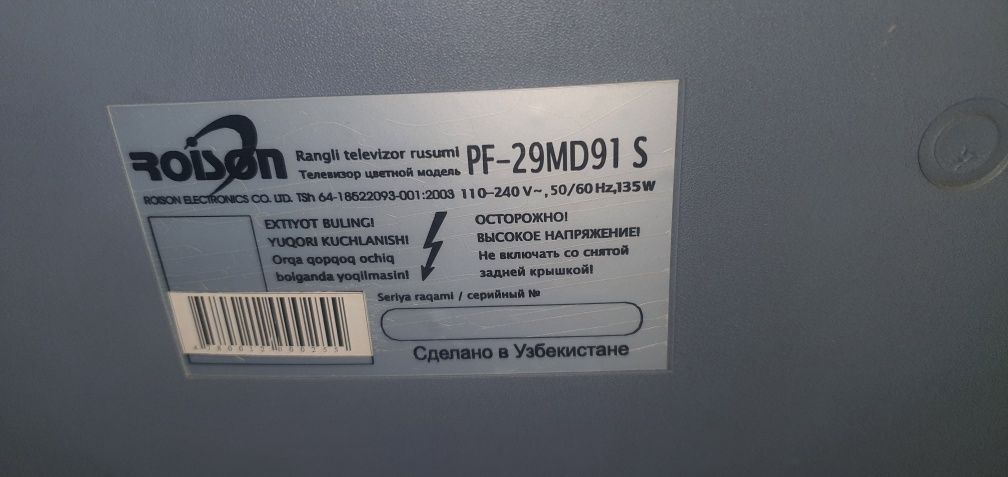 ROISON
Rangli televizor rusumi
Телевизор цветной модель
PF-29MD91 S
ROISON ELECTRONICS CO. LTD. TSh 64-18522093-001:2003 110-240 V~, 50/60 Hz,135W
EXTIYOT BULING!
YUQORI KUCHLANISH!
Orqa qopqoq ochiq
bolganda yoqilmasin!
ОСТОРОЖНО!
ВЫСОКОЕ НАПРЯЖЕНИЕ!
Не включать со снятой
задней крышкой!
Seriya raqami / серийный №
Сделано в Узбекистане